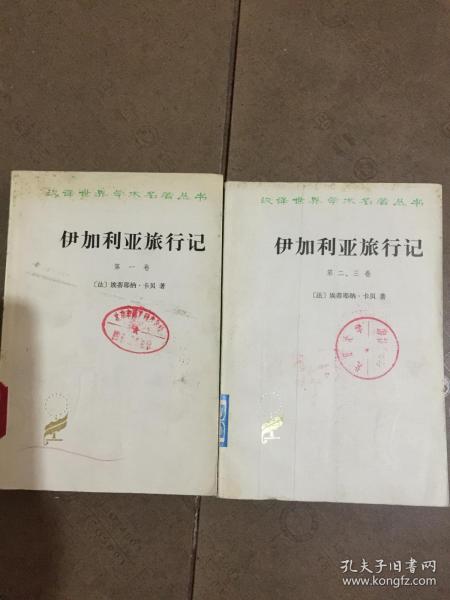 汉译世界学术名著丛书
伊加利亚旅行记
第一卷
〔法〕埃蒂耶纳·卡贝 著
汉译世界学术名著丛书
伊加利亚旅行记
第二、三卷
〔法〕埃蒂耶纳·卡贝 著
孔夫子旧书网
www.kongfz.com